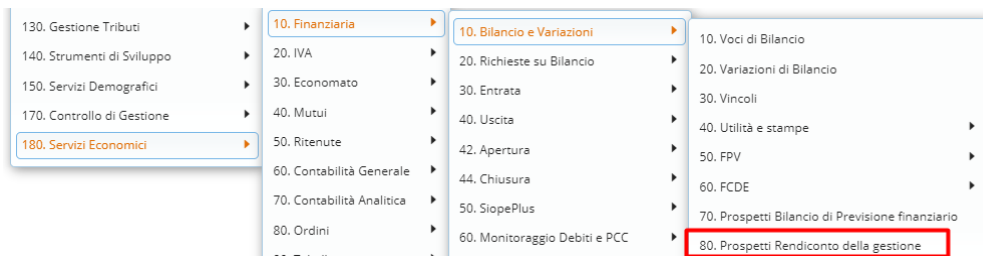 130. Gestione Tributi
140. Strumenti di Sviluppo
150. Servizi Demografici
170. Controllo di Gestione
180. Servizi Economici
10. Finanziaria
20. IVA
30. Economato
40. Mutui
50. Ritenute
60. Contabilità Generale
70. Contabilità Analitica
80. Ordini
10. Bilancio e Variazioni
20. Richieste su Bilancio
30. Entrata
40. Uscita
42. Apertura
44. Chiusura
50. SiopePlus
60. Monitoraggio Debiti e PCC
10. Voci di Bilancio
20. Variazioni di Bilancio
30. Vincoli
40. Utilità e stampe
50. FPV
60. FCDE
70. Prospetti Bilancio di Previsione finanziario
80. Prospetti Rendiconto della gestione